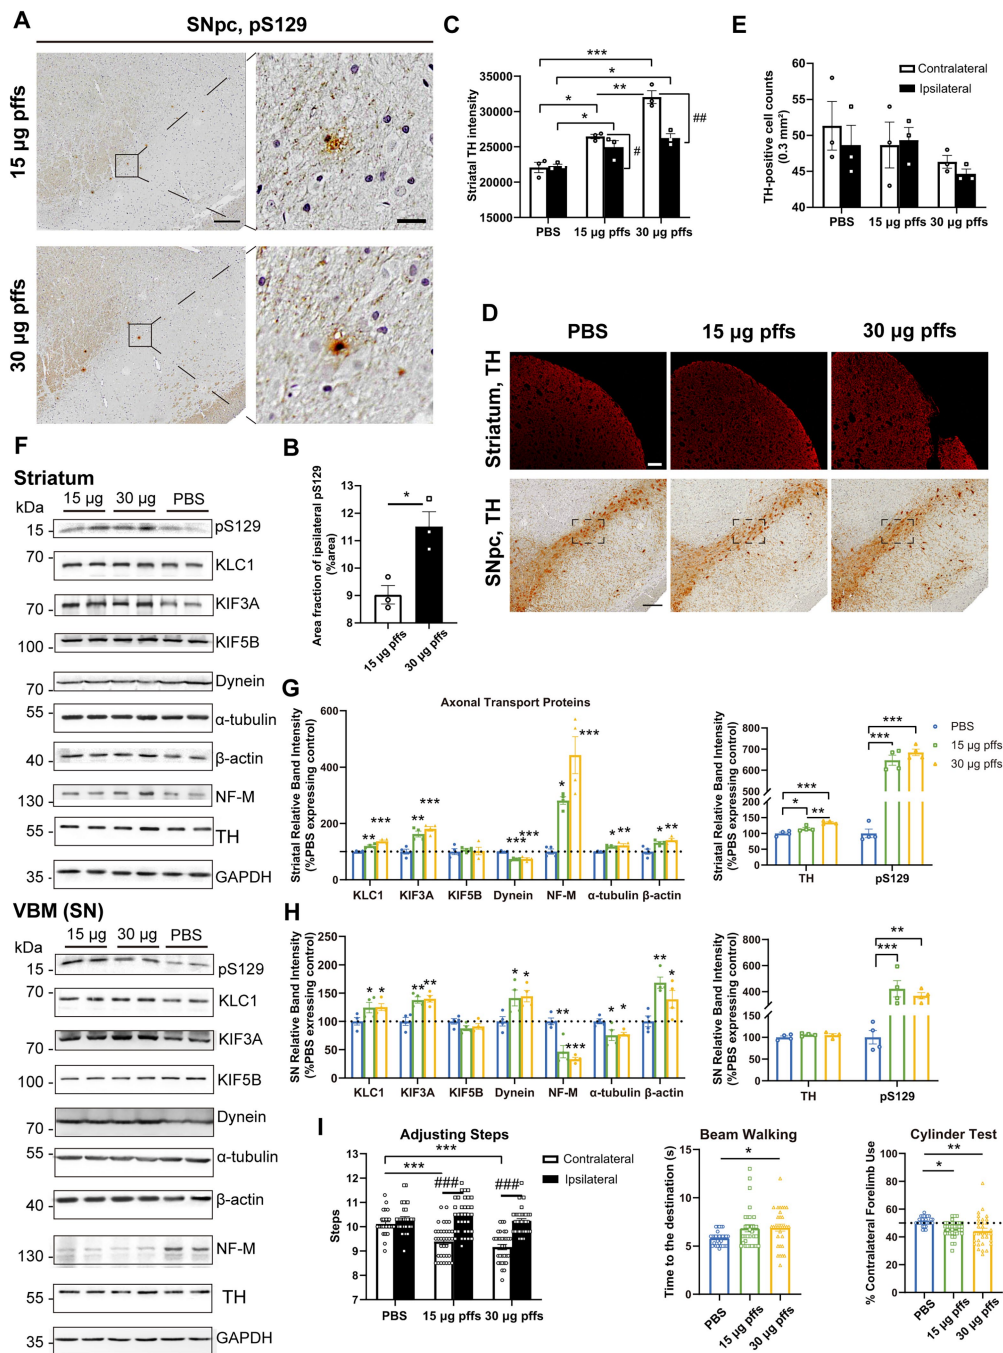 A
SNpc, pS129
15 µg pffs
30 µg pffs
B
Area fraction of ipsilateral pS129
(%area)
13
12
11
10
9
8
*
15 µg pffs
30 µg pffs
C
Striatal TH intensity
35000
30000
25000
20000
15000
***
*
*
**
*
#
##
PBS
15 µg pffs
30 µg pffs
E
TH-positive cell counts
(0.3 mm²)
60
55
50
45
40
Contralateral
Ipsilateral
PBS
15 µg pffs
30 µg pffs
D
PBS
15 µg pffs
30 µg pffs
Striatum, TH
SNpc, TH
F
Striatum
kDa
15 µg
30 µg
PBS
15 - pS129
70 - KLC1
70 - KIF3A
100 - KIF5B
70 - Dynein
55 - α-tubulin
40 - β-actin
130 - NF-M
55 - TH
35 - GAPDH
VBM (SN)
kDa
15 µg
30 µg
PBS
15 - pS129
70 - KLC1
70 - KIF3A
100 - KIF5B
70 - Dynein
55 - α-tubulin
40 - β-actin
130 - NF-M
55 - TH
35 - GAPDH
G
Axonal Transport Proteins
Striatal Relative Band Intensity
(%PBS expressing control)
600
500
400
300
200
100
0
** ***
** ***
*** ***
* ***
* **
* **
KLC1 KIF3A KIF5B Dynein NF-M α-tubulin β-actin
Striatal Relative Band Intensity
(%PBS expressing control)
800
700
600
500
400
300
200
150
100
50
0
***
*
**
***
***
TH
pS129
PBS
15 µg pffs
30 µg pffs
H
SN Relative Band Intensity
(%PBS expressing control)
250
200
150
100
50
0
* *
** **
* *
** ***
* *
** *
KLC1 KIF3A KIF5B Dynein NF-M α-tubulin β-actin
SN Relative Band Intensity
(%PBS expressing control)
800
600
400
200
150
100
50
0
**
***
TH
pS129
I
Adjusting Steps
Steps
13
12
11
10
9
8
7
***
***
###
###
Contralateral
Ipsilateral
PBS
15 µg pffs
30 µg pffs
Beam Walking
Time to the destination (s)
15
10
5
0
*
PBS
15 µg pffs
30 µg pffs
Cylinder Test
% Contralateral Forelimb Use
100
80
60
40
20
0
**
*
PBS
15 µg pffs
30 µg pffs